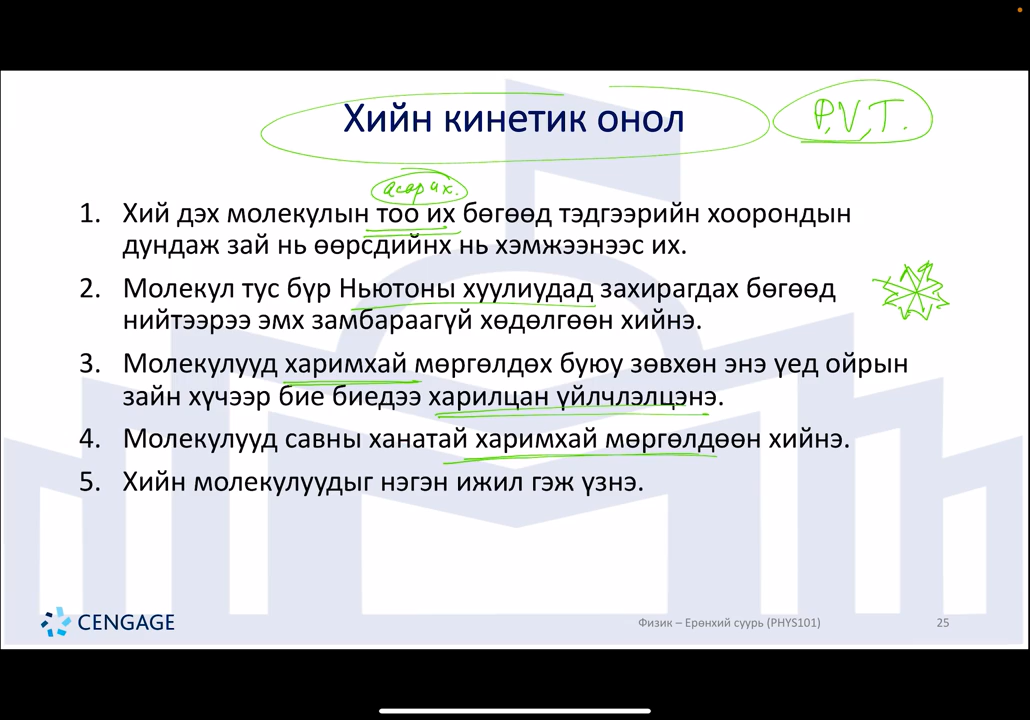 Хийн кинетик онол
P, V, T.
асар их.
1. Хий дэх молекулын тоо их бөгөөд тэдгээрийн хоорондын
дундаж зай нь өөрсдийнх нь хэмжээнээс их.
2. Молекул тус бүр Ньютоны хуулиудад захирагдах бөгөөд
нийтээрээ эмх замбараагүй хөдөлгөөн хийнэ.
3. Молекулууд харимхай мөргөлдөх буюу зөвхөн энэ үед ойрын
зайн хүчээр бие биедээ харилцан үйлчлэлцэнэ.
4. Молекулууд савны ханатай харимхай мөргөлдөөн хийнэ.
5. Хийн молекулуудыг нэгэн ижил гэж үзнэ.
CENGAGE
Физик – Ерөнхий суурь (PHYS101)
25